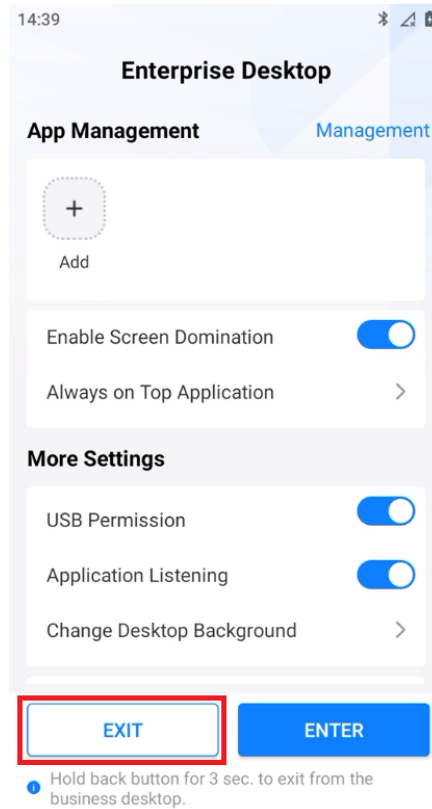 14:39
Enterprise Desktop
App Management Management
+
Add
Enable Screen Domination
Always on Top Application
More Settings
USB Permission
Application Listening
Change Desktop Background
EXIT ENTER
Hold back button for 3 sec. to exit from the
business desktop.